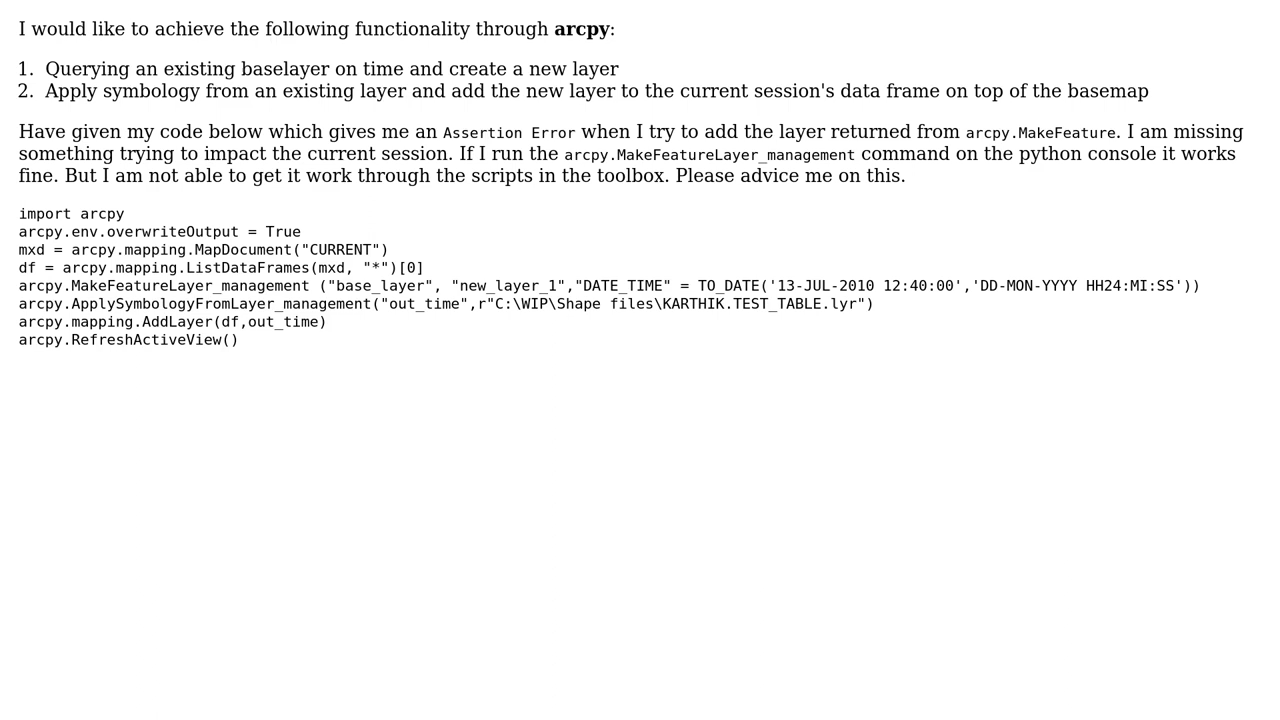 I would like to achieve the following functionality through arcpy:
1. Querying an existing baselayer on time and create a new layer
2. Apply symbology from an existing layer and add the new layer to the current session's data frame on top of the basemap
Have given my code below which gives me an Assertion Error when I try to add the layer returned from arcpy.MakeFeature. I am missing
something trying to impact the current session. If I run the arcpy.MakeFeatureLayer_management command on the python console it works
fine. But I am not able to get it work through the scripts in the toolbox. Please advice me on this.
import arcpy
arcpy.env.overwriteOutput = True
mxd = arcpy.mapping.MapDocument("CURRENT")
df = arcpy.mapping.ListDataFrames(mxd, "*")[0]
arcpy.MakeFeatureLayer_management ("base_layer", "new_layer_1","DATE_TIME" = TO_DATE('13-JUL-2010 12:40:00','DD-MON-YYYY HH24:MI:SS'))
arcpy.ApplySymbologyFromLayer_management("out_time",r"C:\WIP\Shape files\KARTHIK.TEST_TABLE.lyr")
arcpy.mapping.AddLayer(df,out_time)
arcpy.RefreshActiveView()